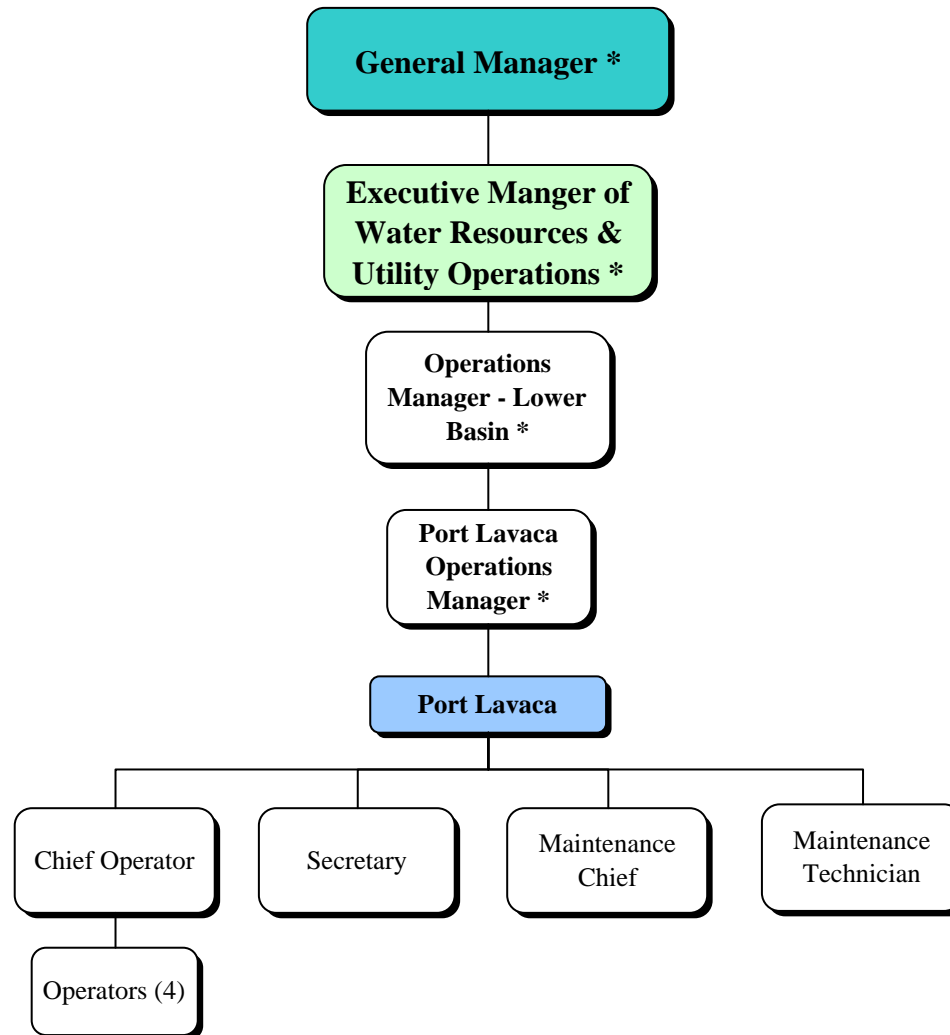 General Manager *
Executive Manger of
Water Resources &
Utility Operations *
Operations
Manager - Lower
Basin *
Port Lavaca
Operations
Manager *
Port Lavaca
Chief Operator
Secretary
Maintenance
Chief
Maintenance
Technician
Operators (4)